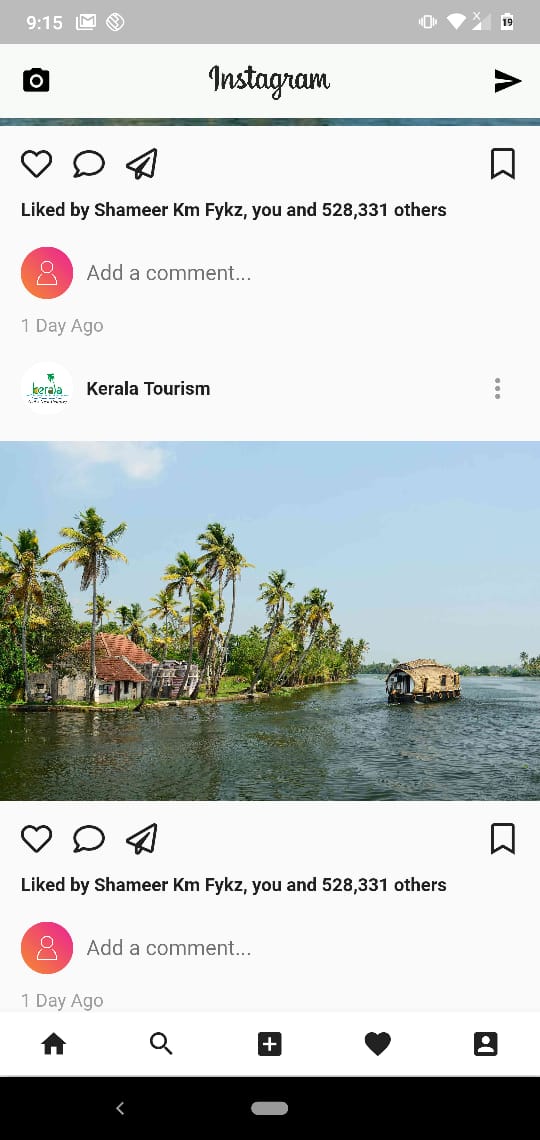 9:15
19
Instagram
Liked by Shameer Km Fykz, you and 528,331 others
Add a comment...
1 Day Ago
kerala
Kerala Tourism
Liked by Shameer Km Fykz, you and 528,331 others
Add a comment...
1 Day Ago